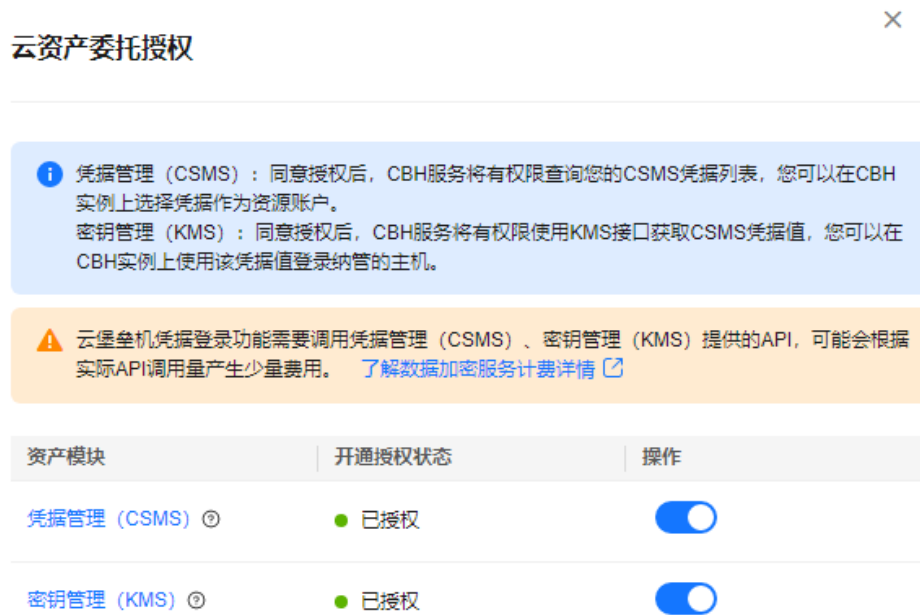 云资产委托授权
凭据管理（CSMS）：同意授权后，CBH服务将有权限查询您的CSMS凭据列表，您可以在CBH
实例上选择凭据作为资源账户。
密钥管理（KMS）：同意授权后，CBH服务将有权限使用KMS接口获取CSMS凭据值，您可以在
CBH实例上使用该凭据值登录纳管的主机。
云堡垒机凭据登录功能需要调用凭据管理（CSMS）、密钥管理（KMS）提供的API，可能会根据
实际API调用量产生少量费用。 了解数据加密服务计费详情
资产模块 开通授权状态 操作
凭据管理（CSMS） 已授权
密钥管理（KMS） 已授权